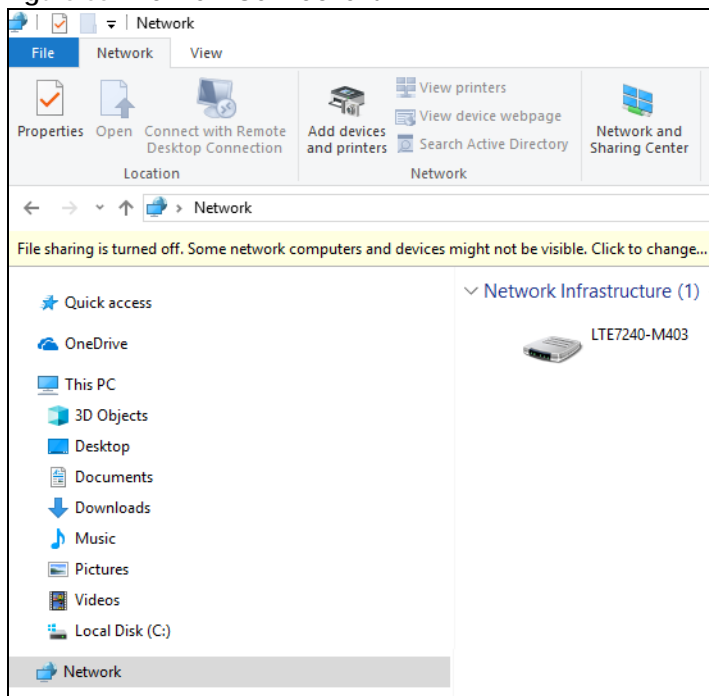 Network
File Network View
Properties Open Connect with Remote Desktop Connection
Add devices and printers
View printers
View device webpage
Search Active Directory
Network and Sharing Center
Location
Network
Network
File sharing is turned off. Some network computers and devices might not be visible. Click to change...
Quick access
OneDrive
This PC
3D Objects
Desktop
Documents
Downloads
Music
Pictures
Videos
Local Disk (C:)
Network
Network Infrastructure (1)
LTE7240-M403